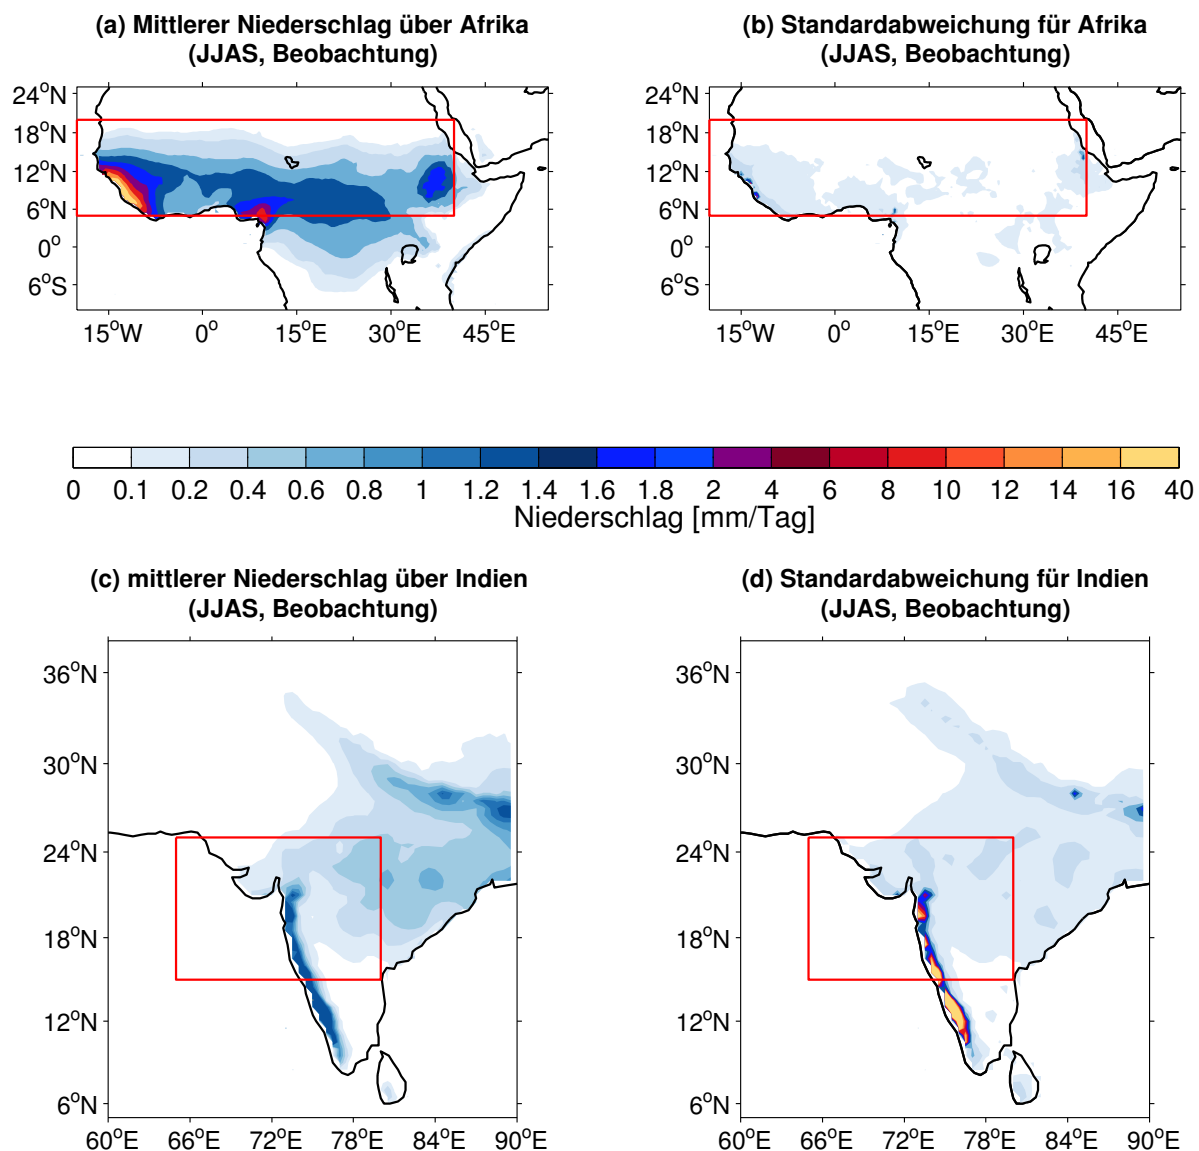 (a) Mittlerer Niederschlag über Afrika
(JJAS, Beobachtung)
(b) Standardabweichung für Afrika
(JJAS, Beobachtung)
24°N
18°N
12°N
6°N
0°
6°S
15°W 0° 15°E 30°E 45°E
24°N
18°N
12°N
6°N
0°
6°S
15°W 0° 15°E 30°E 45°E
0 0.1 0.2 0.4 0.6 0.8 1 1.2 1.4 1.6 1.8 2 4 6 8 10 12 14 16 40
Niederschlag [mm/Tag]
(c) mittlerer Niederschlag über Indien
(JJAS, Beobachtung)
(d) Standardabweichung für Indien
(JJAS, Beobachtung)
36°N
30°N
24°N
18°N
12°N
6°N
60°E 66°E 72°E 78°E 84°E 90°E
36°N
30°N
24°N
18°N
12°N
6°N
60°E 66°E 72°E 78°E 84°E 90°E